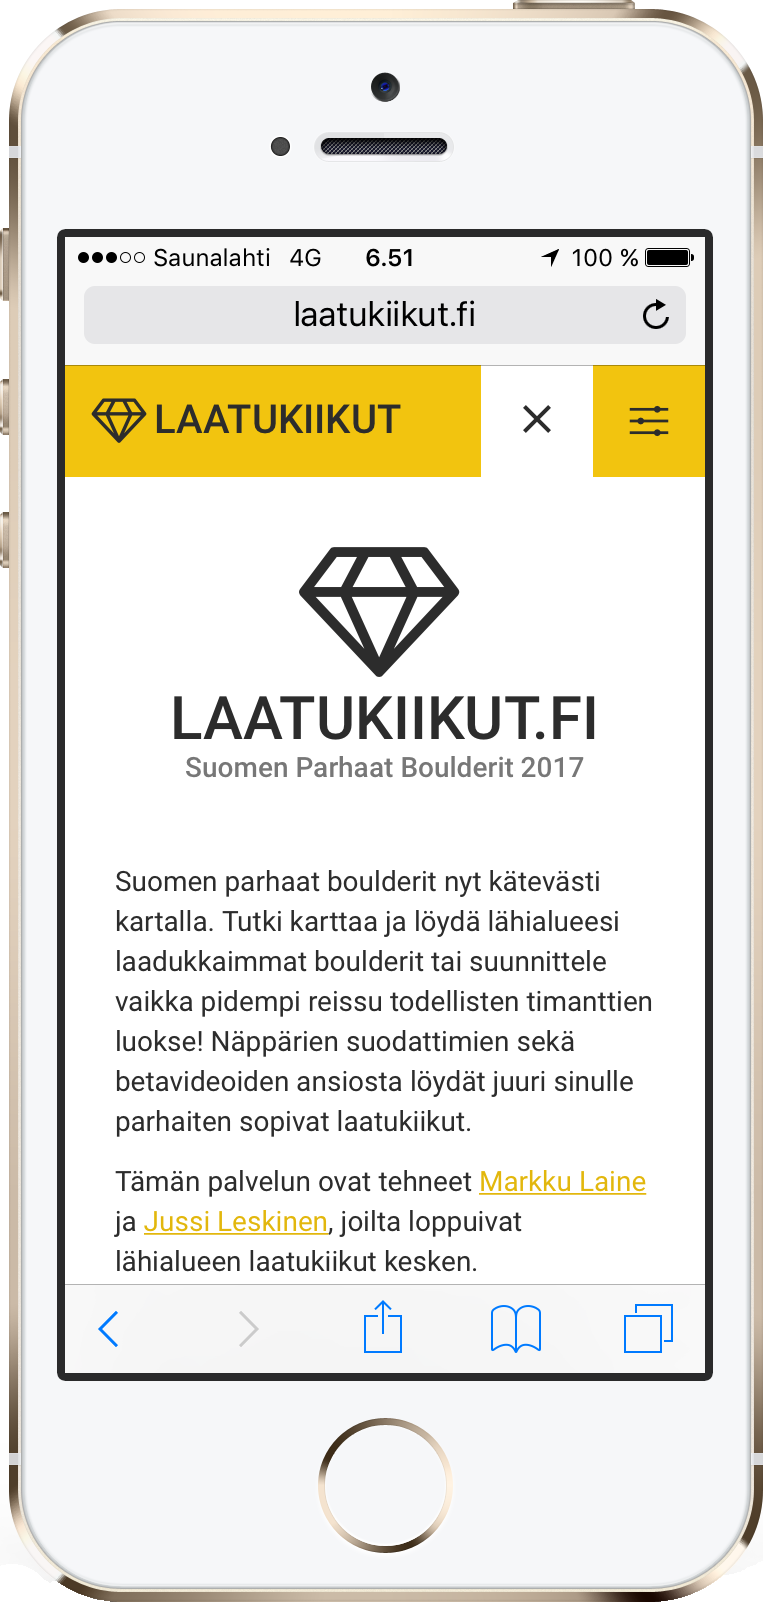 Saunalahti 4G 6.51 100 %
laatukiikut.fi
LAATUKIIKUT
LAATUKIIKUT.FI
Suomen Parhaat Boulderit 2017
Suomen parhaat boulderit nyt kätevästi
kartalla. Tutki karttaa ja löydä lähialueesi
laadukkaimmat boulderit tai suunnittele
vaikka pidempi reissu todellisten timanttien
luokse! Näppärien suodattimien sekä
betavideoiden ansiosta löydät juuri sinulle
parhaiten sopivat laatukiikut.
Tämän palvelun ovat tehneet Markku Laine
ja Jussi Leskinen, joilta loppuivat
lähialueen laatukiikut kesken.